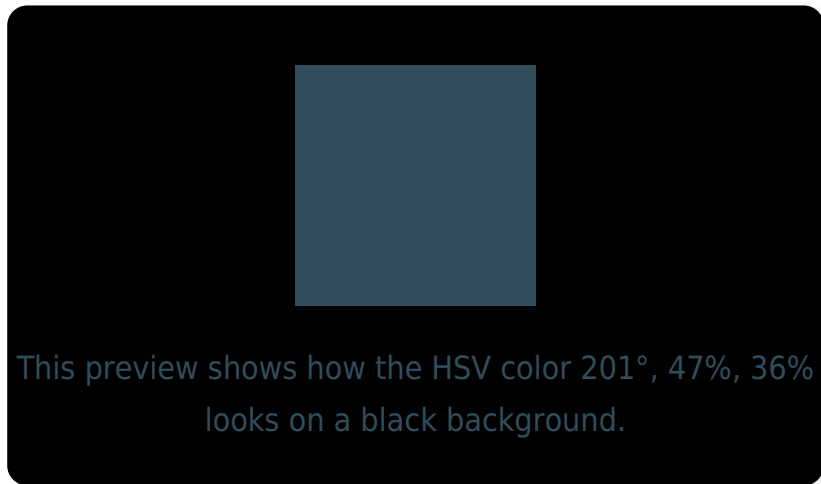 This preview shows how the HSV color 201°, 47%, 36%
looks on a black background.